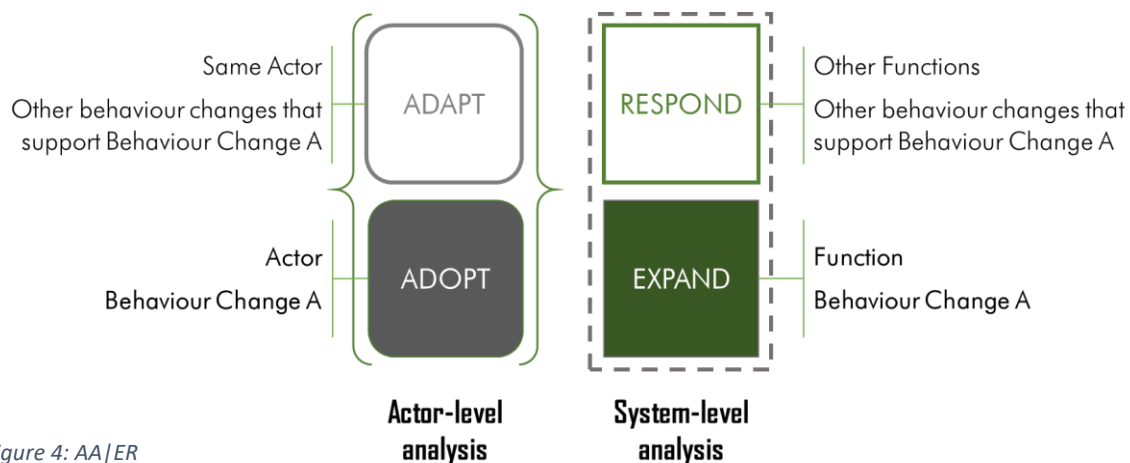 Same Actor
Other behaviour changes that
support Behaviour Change A
ADAPT
RESPOND
Other Functions
Other behaviour changes that
support Behaviour Change A
Actor
Behaviour Change A
ADOPT
EXPAND
Function
Behaviour Change A
Actor-level
analysis
System-level
analysis
igure 4: AA|ER